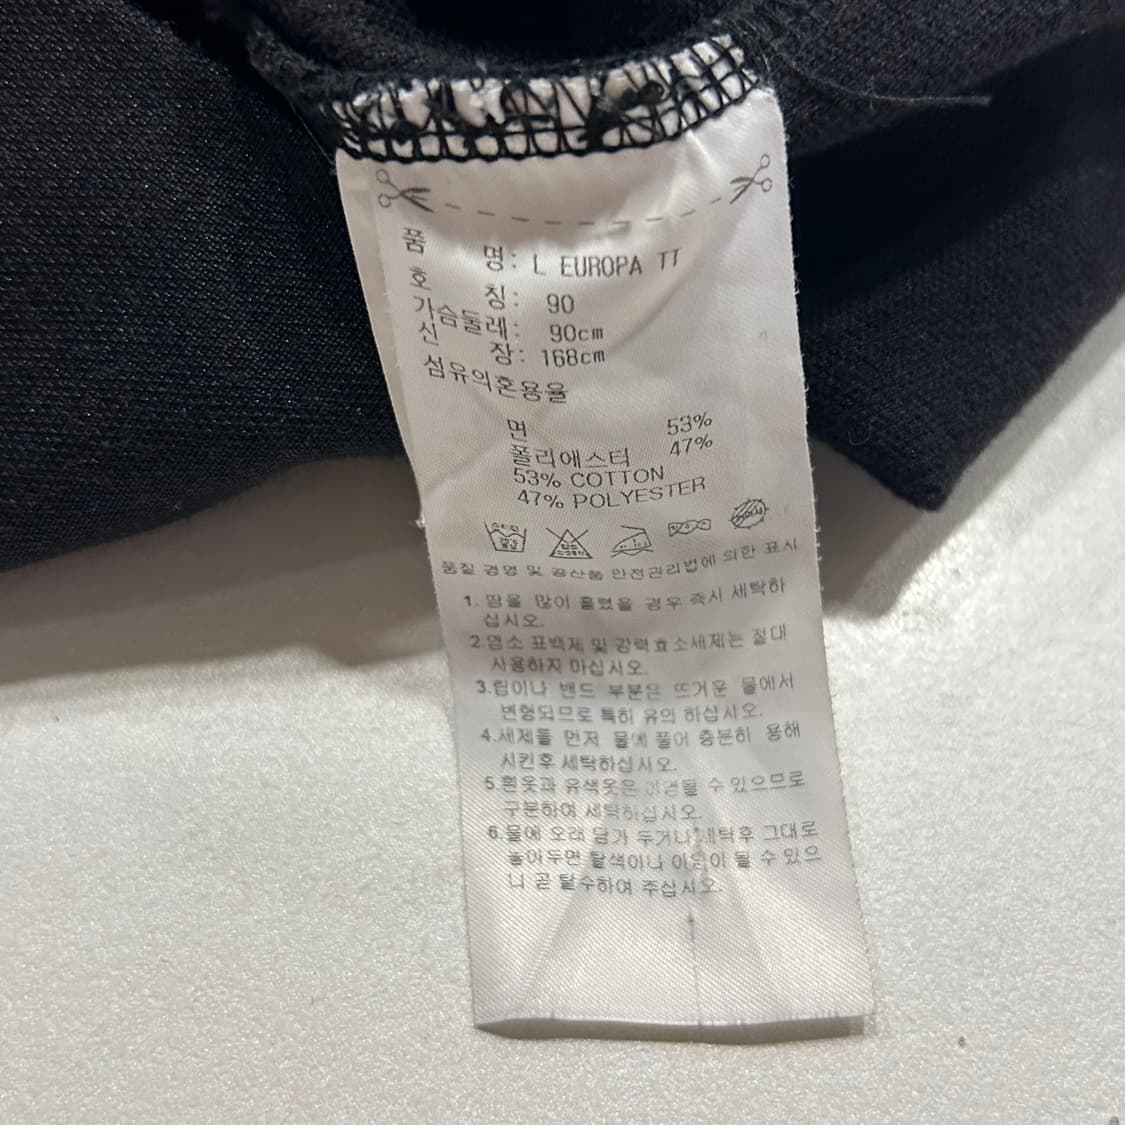 품 명: L EUROPA TT
호 칭: 90
가슴둘레: 90cm
신 장: 168cm
섬유의혼용율
면 53%
폴리에스터 47%
53% COTTON
47% POLYESTER
품질 경영 및 공산품 안전관리법에 의한 표시
1. 땀을 많이 흘렸을 경우 즉시 세탁하
십시오.
2.염소 표백제 및 강력효소세제는 절대
사용하지 마십시오.
3.립이나 밴드 부분은 뜨거운 물에서
변형되므로 특히 유의 하십시오.
4.세제를 먼저 물에 풀어 충분히 용해
시킨후 세탁하십시오.
5.흰옷과 유색옷은 이염될 수 있으므로
구분하여 세탁하십시오.
6.물에 오래 담가 두거나 세탁후 그대로
놓아두면 탈색이나 이염이 될 수 있으
니 곧 탈수하여 주십시오.